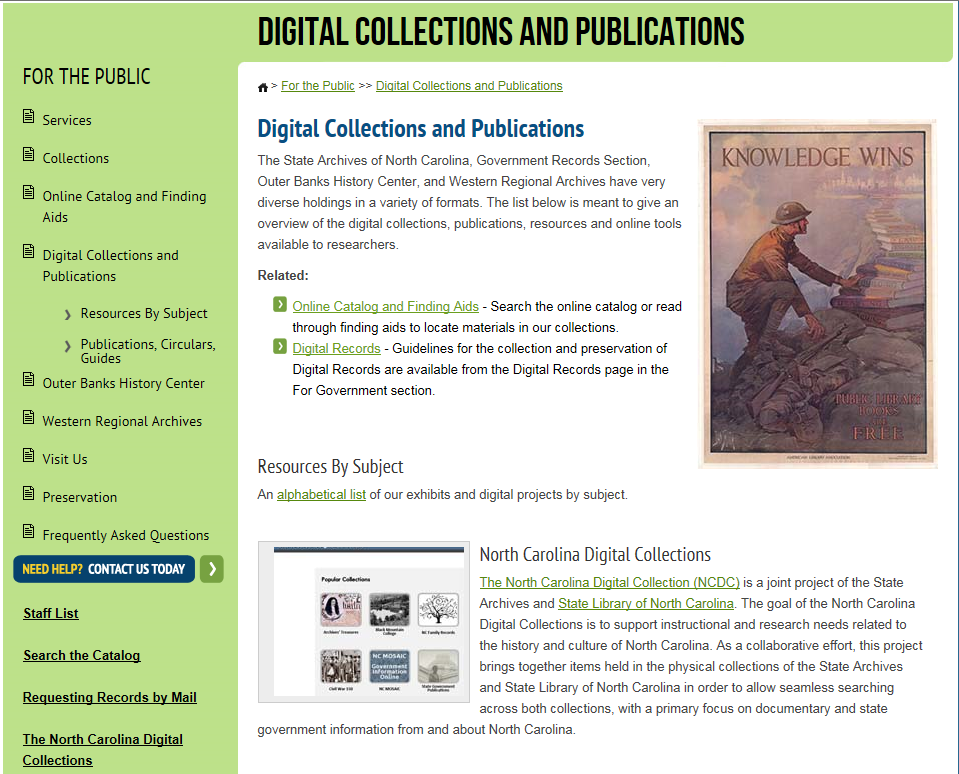 DIGITAL COLLECTIONS AND PUBLICATIONS
FOR THE PUBLIC
Services
Collections
Online Catalog and Finding
Aids
Digital Collections and
Publications
Resources By Subject
Publications, Circulars,
Guides
Outer Banks History Center
Western Regional Archives
Visit Us
Preservation
Frequently Asked Questions
NEED HELP? CONTACT US TODAY
Staff List
Search the Catalog
Requesting Records by Mail
The North Carolina Digital
Collections
> For the Public >> Digital Collections and Publications
Digital Collections and Publications
The State Archives of North Carolina, Government Records Section,
Outer Banks History Center, and Western Regional Archives have very
diverse holdings in a variety of formats. The list below is meant to give an
overview of the digital collections, publications, resources and online tools
available to researchers.
Related:
Online Catalog and Finding Aids - Search the online catalog or read
through finding aids to locate materials in our collections.
Digital Records - Guidelines for the collection and preservation of
Digital Records are available from the Digital Records page in the
For Government section.
KNOWLEDGE WINS
PUBLIC LIBRARY
BOOKS
FREE
AMERICAN LIBRARY ASSOCIATION
Resources By Subject
An alphabetical list of our exhibits and digital projects by subject.
Popular Collections
Archives' Treasures
Black Mountain
College
NC Family Records
Civil War 150
NC MOSAIC
Government
Information
Online
NC MOSAIC
State Government
Publications
North Carolina Digital Collections
The North Carolina Digital Collection (NCDC) is a joint project of the State
Archives and State Library of North Carolina. The goal of the North Carolina
Digital Collections is to support instructional and research needs related to
the history and culture of North Carolina. As a collaborative effort, this project
brings together items held in the physical collections of the State Archives
and State Library of North Carolina in order to allow seamless searching
across both collections, with a primary focus on documentary and state
government information from and about North Carolina.